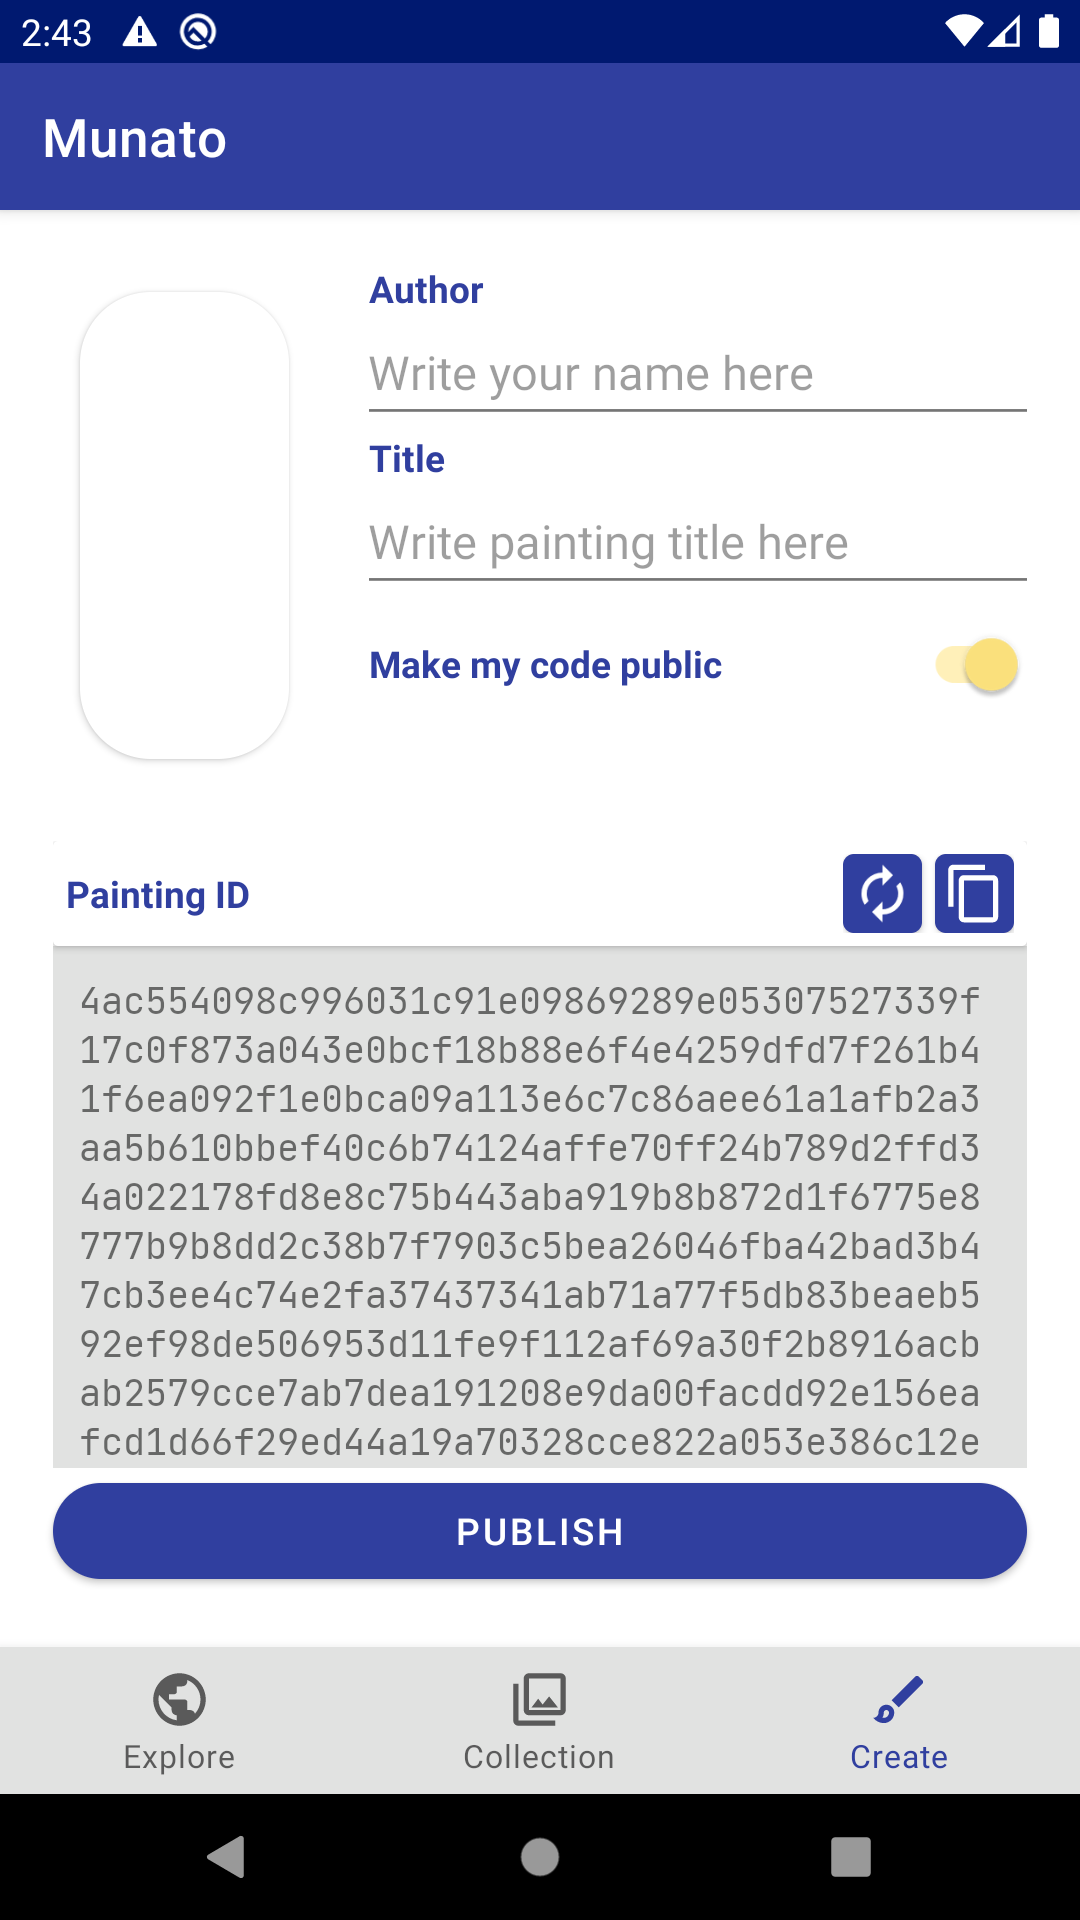 2:43
Munato
Author
Write your name here
Title
Write painting title here
Make my code public
Painting ID
4ac554098c996031c91e09869289e05307527339f
17c0f873a043e0bcf18b88e6f4e4259dfd7f261b4
1f6ea092f1e0bca09a113e6c7c86aee61a1afb2a3
aa5b610bbef40c6b74124affe70ff24b789d2ffd3
4a022178fd8e8c75b443aba919b8b872d1f6775e8
777b9b8dd2c38b7f7903c5bea26046fba42bad3b4
7cb3ee4c74e2fa37437341ab71a77f5db83beaeb5
92ef98de506953d11fe9f112af69a30f2b8916acb
ab2579cce7ab7dea191208e9da00facdd92e156ea
fcd1d66f29ed44a19a70328cce822a053e386c12e
PUBLISH
Explore
Collection
Create